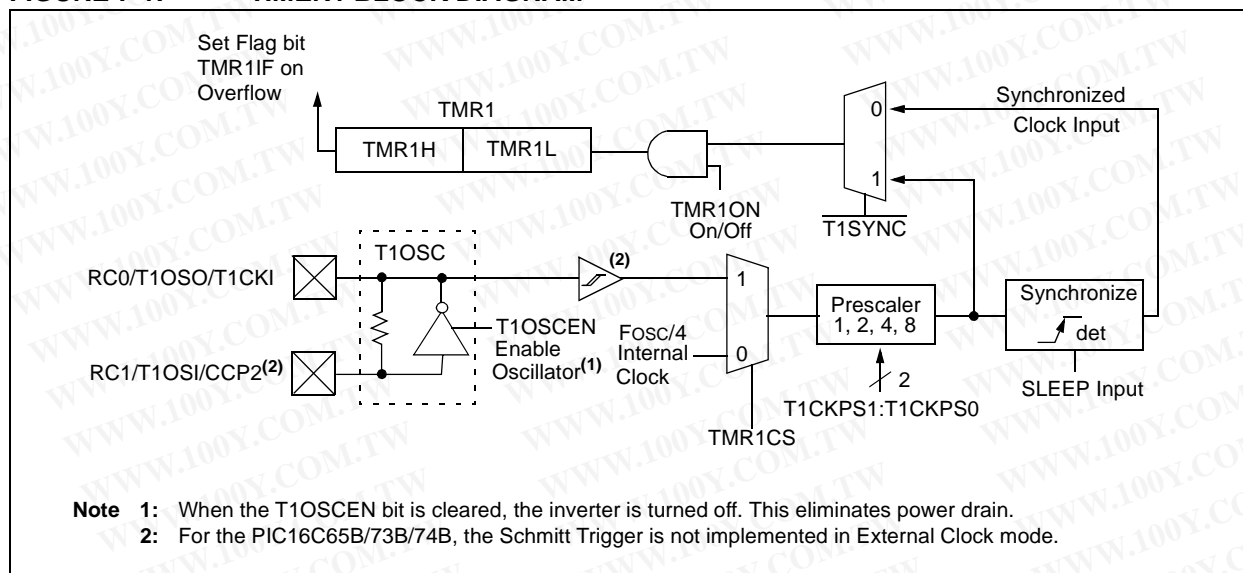 Set Flag bit
TMR1IF on
Overflow
TMR1
TMR1H
TMR1L
0
1
Synchronized
Clock Input
TMR1ON
On/Off
T1SYNC
T1OSC
RC0/T1OSO/T1CKI
(2)
1
0
Prescaler
1, 2, 4, 8
Synchronize
det
T1OSCEN
Enable
Oscillator(1)
FOSC/4
Internal
Clock
RC1/T1OSI/CCP2(2)
2
SLEEP Input
T1CKPS1:T1CKPS0
TMR1CS
Note 1: When the T1OSCEN bit is cleared, the inverter is turned off. This eliminates power drain.
2: For the PIC16C65B/73B/74B, the Schmitt Trigger is not implemented in External Clock mode.
WWW.100Y.COM.TW